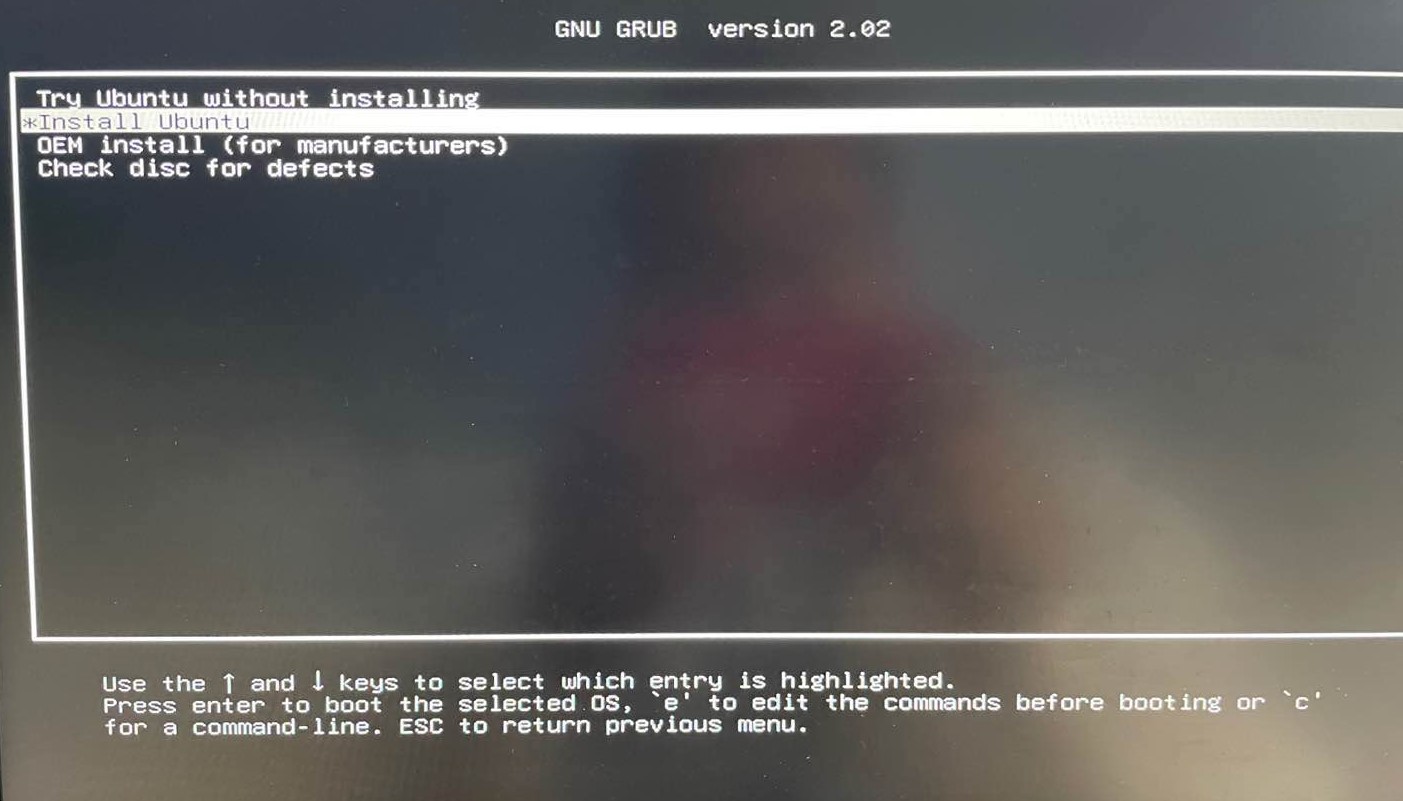 GNU GRUB  version 2.02
Try Ubuntu without installing
*Install Ubuntu
OEM install (for manufacturers)
Check disc for defects
Use the ↑ and ↓ keys to select which entry is highlighted.
Press enter to boot the selected OS, `e' to edit the commands before booting or `c'
for a command-line. ESC to return previous menu.